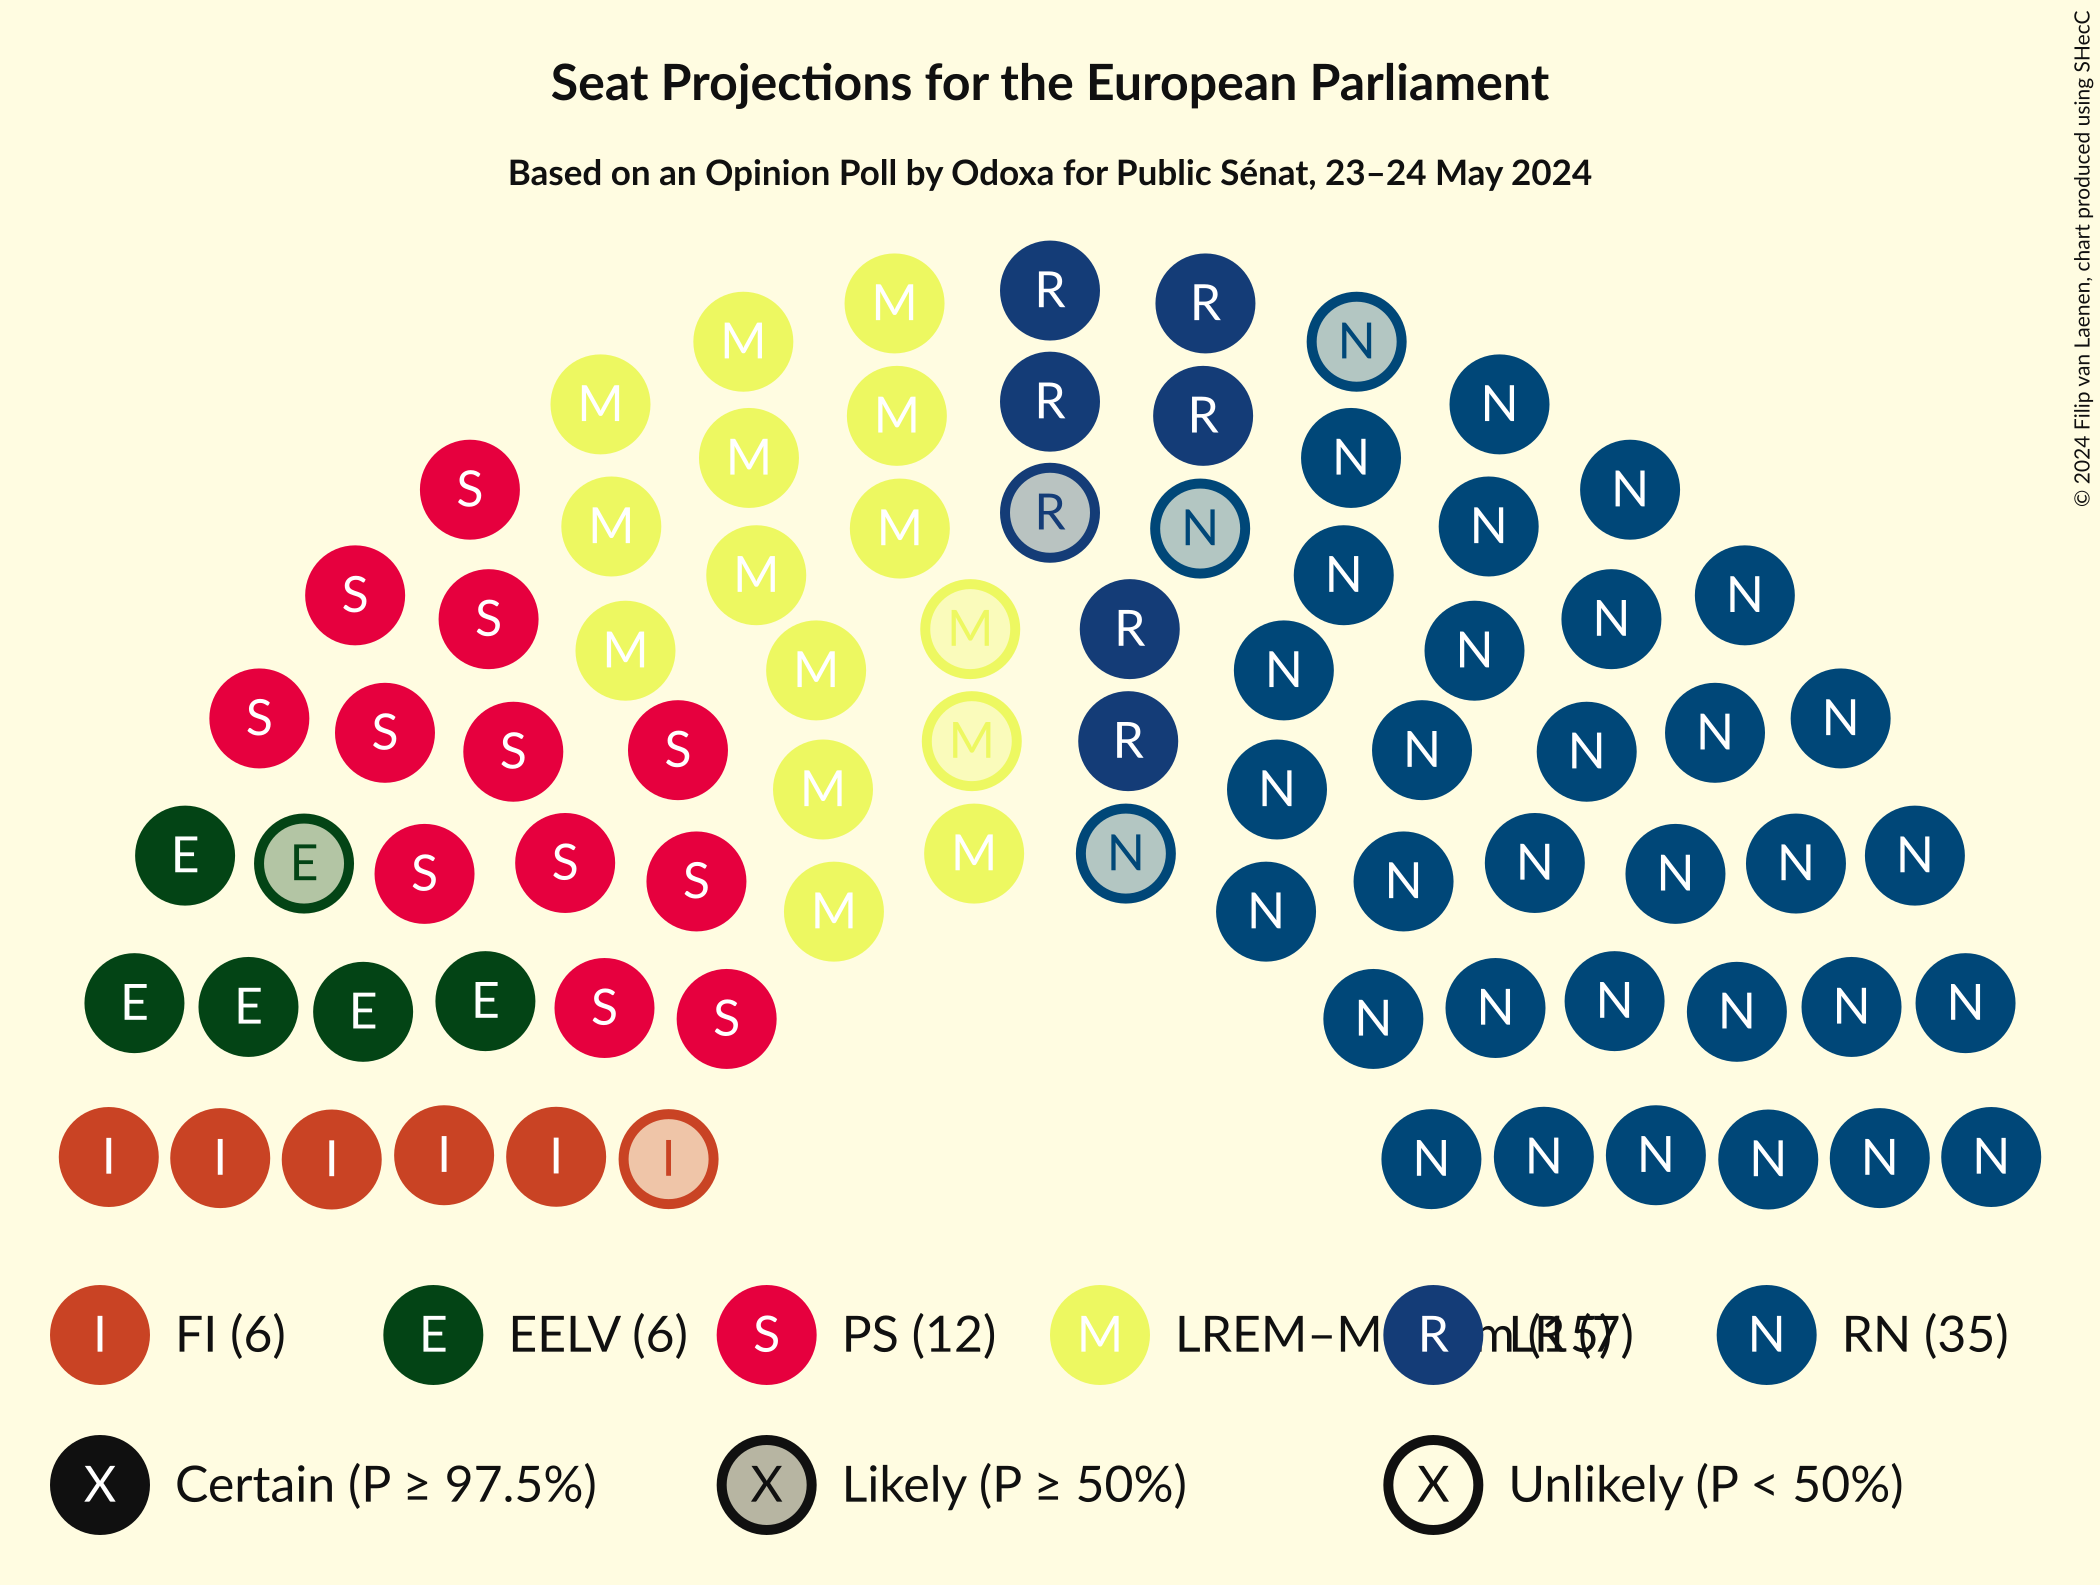 Seat Projections for the European Parliament
Based on an Opinion Poll by Odoxa for Public Sénat, 23–24 May 2024
© 2024 Filip van Laenen, chart produced using SHecC
R
M R
M N
M R N
M R
M N
S N
R
M M N N
M N
S N
S N
M R
M N
M N
S N
S N
M R
S S N N
M N
E E S S M N N N N N
S N
M N
E E E E S S N N N N N N
I I I I I I N N N N N N
I FI (6) E EELV (6) S PS (12) M LREM–M R LR (7) N RN (35)
X Certain (P ≥ 97.5%) X Likely (P ≥ 50%) X Unlikely (P < 50%)